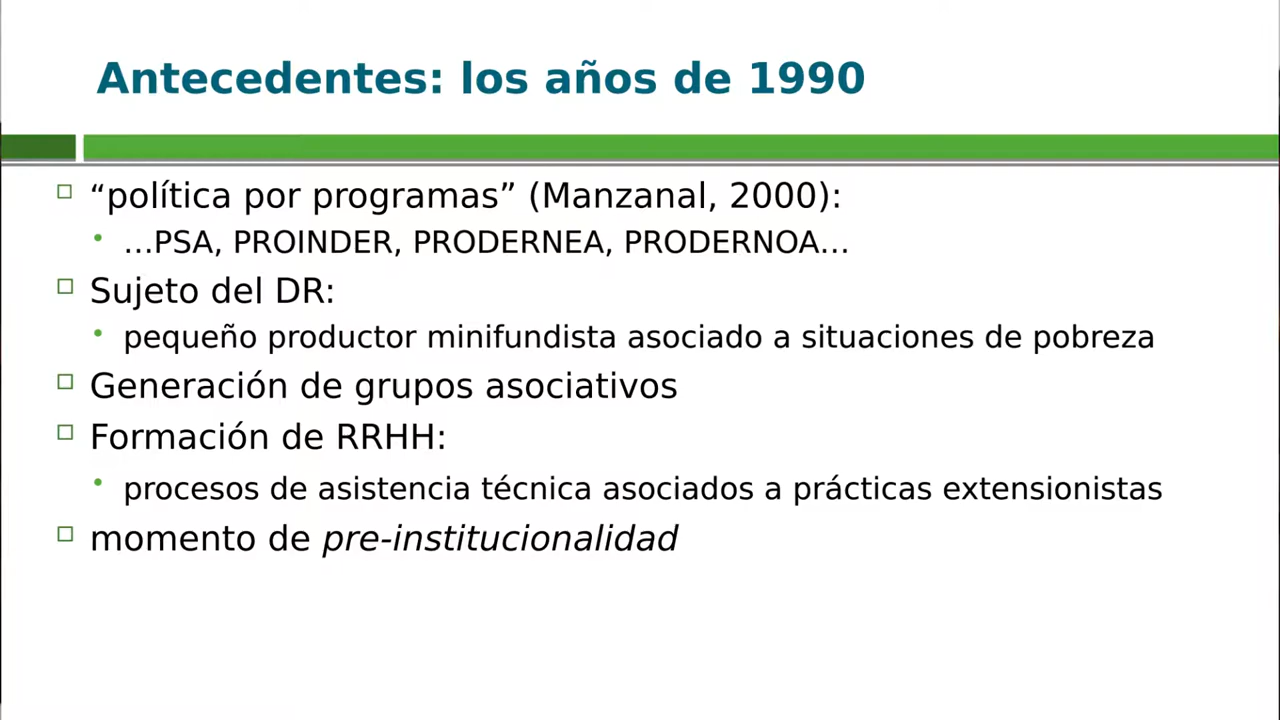 Antecedentes: los años de 1990
“política por programas” (Manzanal, 2000):
…PSA, PROINDER, PRODERNEA, PRODERNOA…
Sujeto del DR:
pequeño productor minifundista asociado a situaciones de pobreza
Generación de grupos asociativos
Formación de RRHH:
procesos de asistencia técnica asociados a prácticas extensionistas
momento de pre-institucionalidad